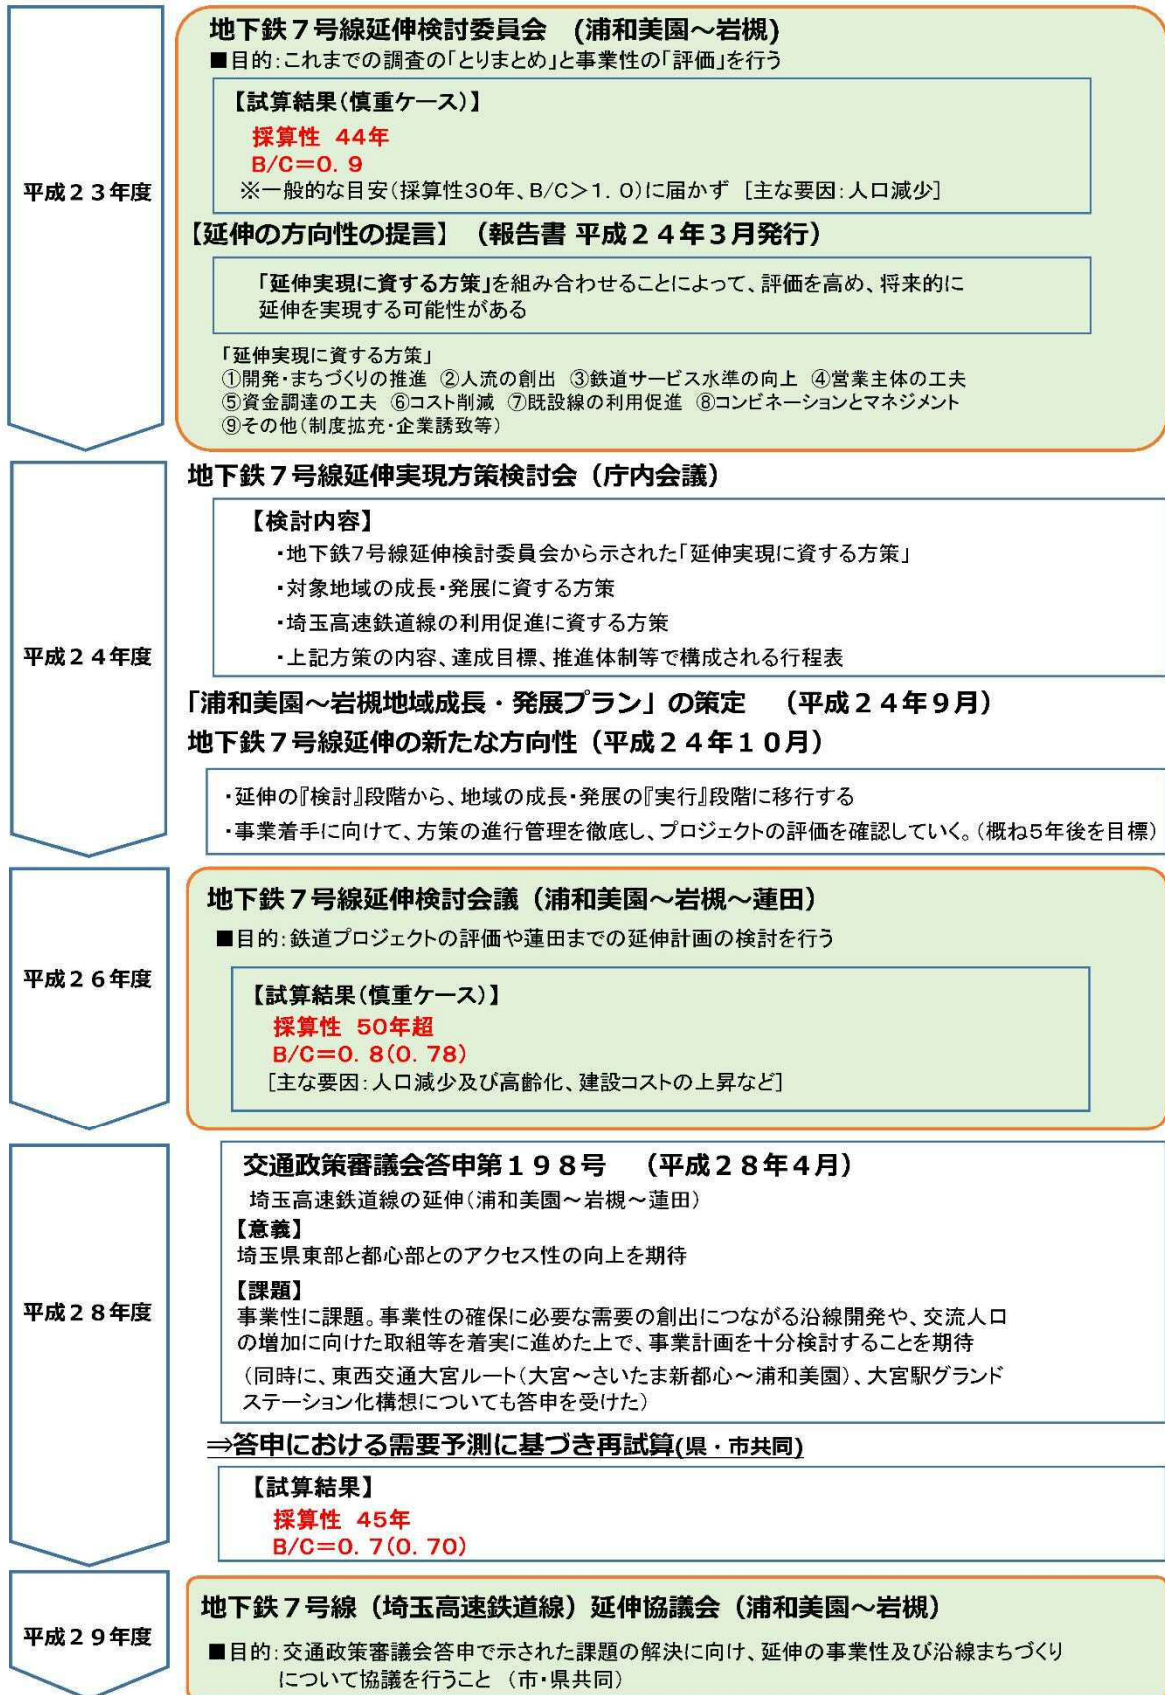 平成２３年度
地下鉄７号線延伸検討委員会　(浦和美園～岩槻)
■目的：これまでの調査の｢とりまとめ｣と事業性の｢評価｣を行う
【試算結果（慎重ケース）】
採算性 ４４年
B/C＝０．９
※一般的な目安（採算性３０年、B/C＞１．０）に届かず ［主な要因：人口減少］
【延伸の方向性の提言】（報告書 平成２４年３月発行）
｢延伸実現に資する方策｣を組み合わせることによって、評価を高め、将来的に
延伸を実現する可能性がある
「延伸実現に資する方策」
①開発・まちづくりの推進 ②人流の創出 ③鉄道サービス水準の向上 ④営業主体の工夫
⑤資金調達の工夫 ⑥コスト削減 ⑦既設線の利用促進 ⑧コンビネーションとマネジメント
⑨その他（制度拡充・企業誘致等）
平成２４年度
地下鉄７号線延伸実現方策検討会（庁内会議）
【検討内容】
・地下鉄７号線延伸検討委員会から示された｢延伸実現に資する方策｣
・対象地域の成長・発展に資する方策
・埼玉高速鉄道線の利用促進に資する方策
・上記方策の内容、達成目標、推進体制等で構成される行程表
｢浦和美園～岩槻地域成長・発展プラン｣の策定　（平成２４年９月）
地下鉄７号線延伸の新たな方向性（平成２４年１０月）
・延伸の『検討』段階から、地域の成長・発展の『実行』段階に移行する
・事業着手に向けて、方策の進行管理を徹底し、プロジェクトの評価を確認していく。（概ね５年後を目標）
平成２６年度
地下鉄７号線延伸検討会議（浦和美園～岩槻～蓮田）
■目的：鉄道プロジェクトの評価や蓮田までの延伸計画の検討を行う
【試算結果（慎重ケース）】
採算性 ５０年超
B/C＝０．８（０．７８）
［主な要因：人口減少及び高齢化、建設コストの上昇など］
平成２８年度
交通政策審議会答申第１９８号　（平成２８年４月）
埼玉高速鉄道線の延伸（浦和美園～岩槻～蓮田）
【意義】
埼玉県東部と都心部とのアクセス性の向上を期待
【課題】
事業性に課題。事業性の確保に必要な需要の創出につながる沿線開発や、交流人口
の増加に向けた取組等を着実に進めた上で、事業計画を十分検討することを期待
（同時に、東西交通大宮ルート（大宮～さいたま新都心～浦和美園）、大宮駅グランド
ステーション化構想についても答申を受けた）
⇒答申における需要予測に基づき再試算(県・市共同)
【試算結果】
採算性 ４５年
B/C＝０．７（０．７０）
平成２９年度
地下鉄７号線（埼玉高速鉄道線）延伸協議会（浦和美園～岩槻）
■目的：交通政策審議会答申で示された課題の解決に向け、延伸の事業性及び沿線まちづくり
について協議を行うこと （市・県共同）